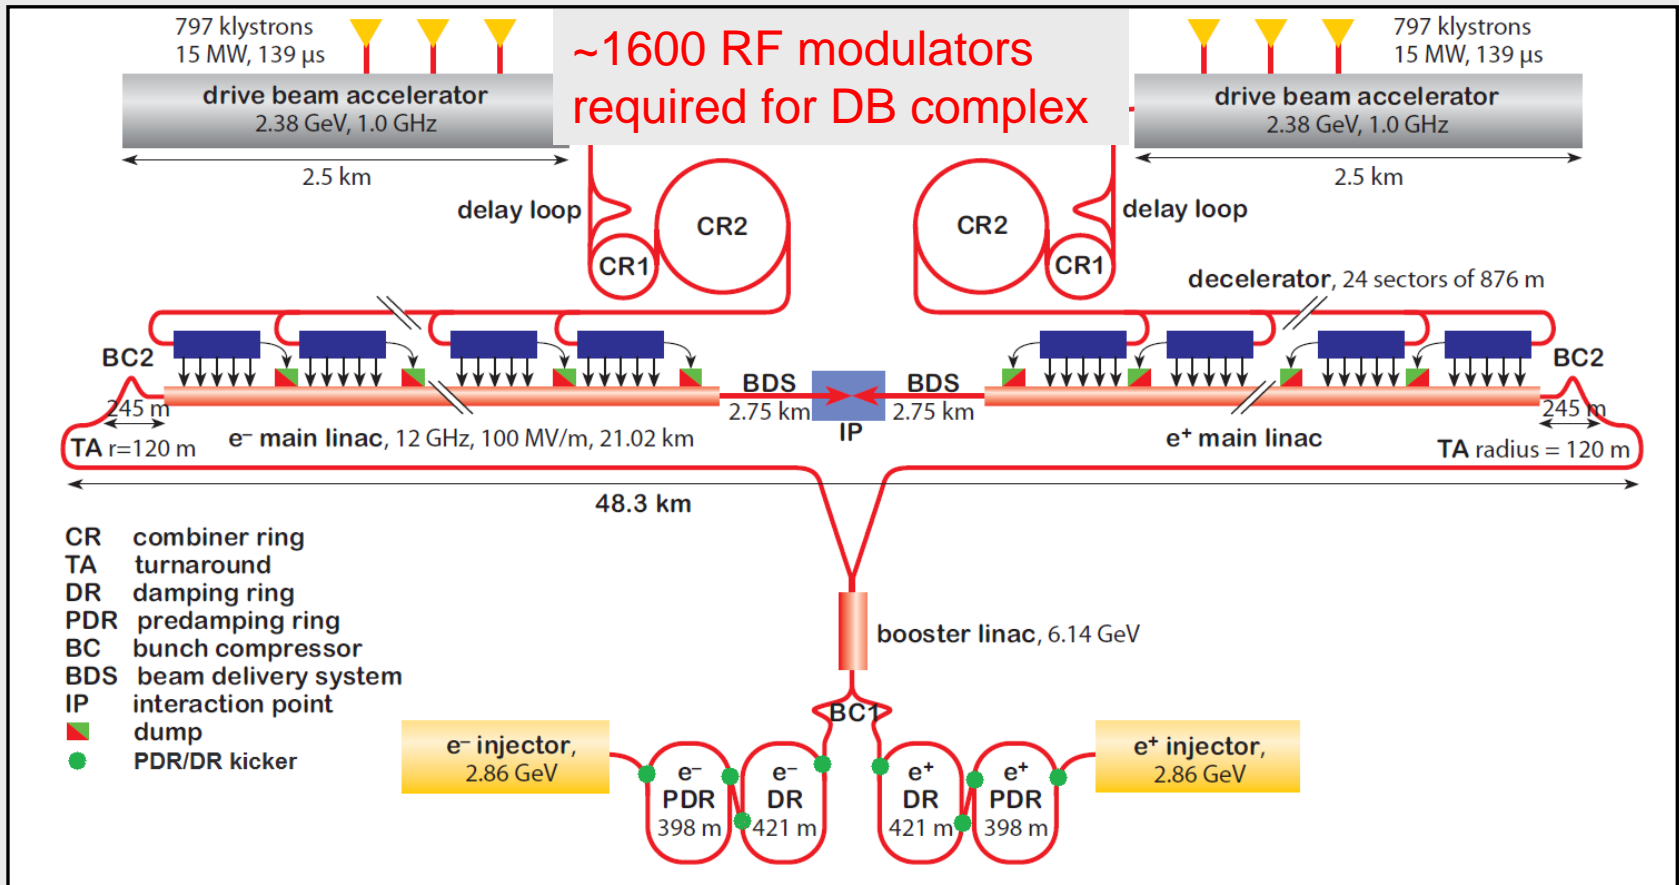 797 klystrons
15 MW, 139 µs
~1600 RF modulators
required for DB complex
797 klystrons
15 MW, 139 µs
drive beam accelerator
2.38 GeV, 1.0 GHz
drive beam accelerator
2.38 GeV, 1.0 GHz
2.5 km
2.5 km
delay loop
CR2
CR1
CR2
CR1
delay loop
decelerator, 24 sectors of 876 m
BC2
BC2
245 m
BDS
2.75 km
IP
BDS
2.75 km
245 m
TA r=120 m
e– main linac, 12 GHz, 100 MV/m, 21.02 km
e+ main linac
TA radius = 120 m
48.3 km
CR combiner ring
TA turnaround
DR damping ring
PDR predamping ring
BC bunch compressor
BDS beam delivery system
IP interaction point
dump
PDR/DR kicker
booster linac, 6.14 GeV
BC1
e– injector,
2.86 GeV
e–
PDR
398 m
e–
DR
421 m
e+
DR
421 m
e+
PDR
398 m
e+ injector,
2.86 GeV